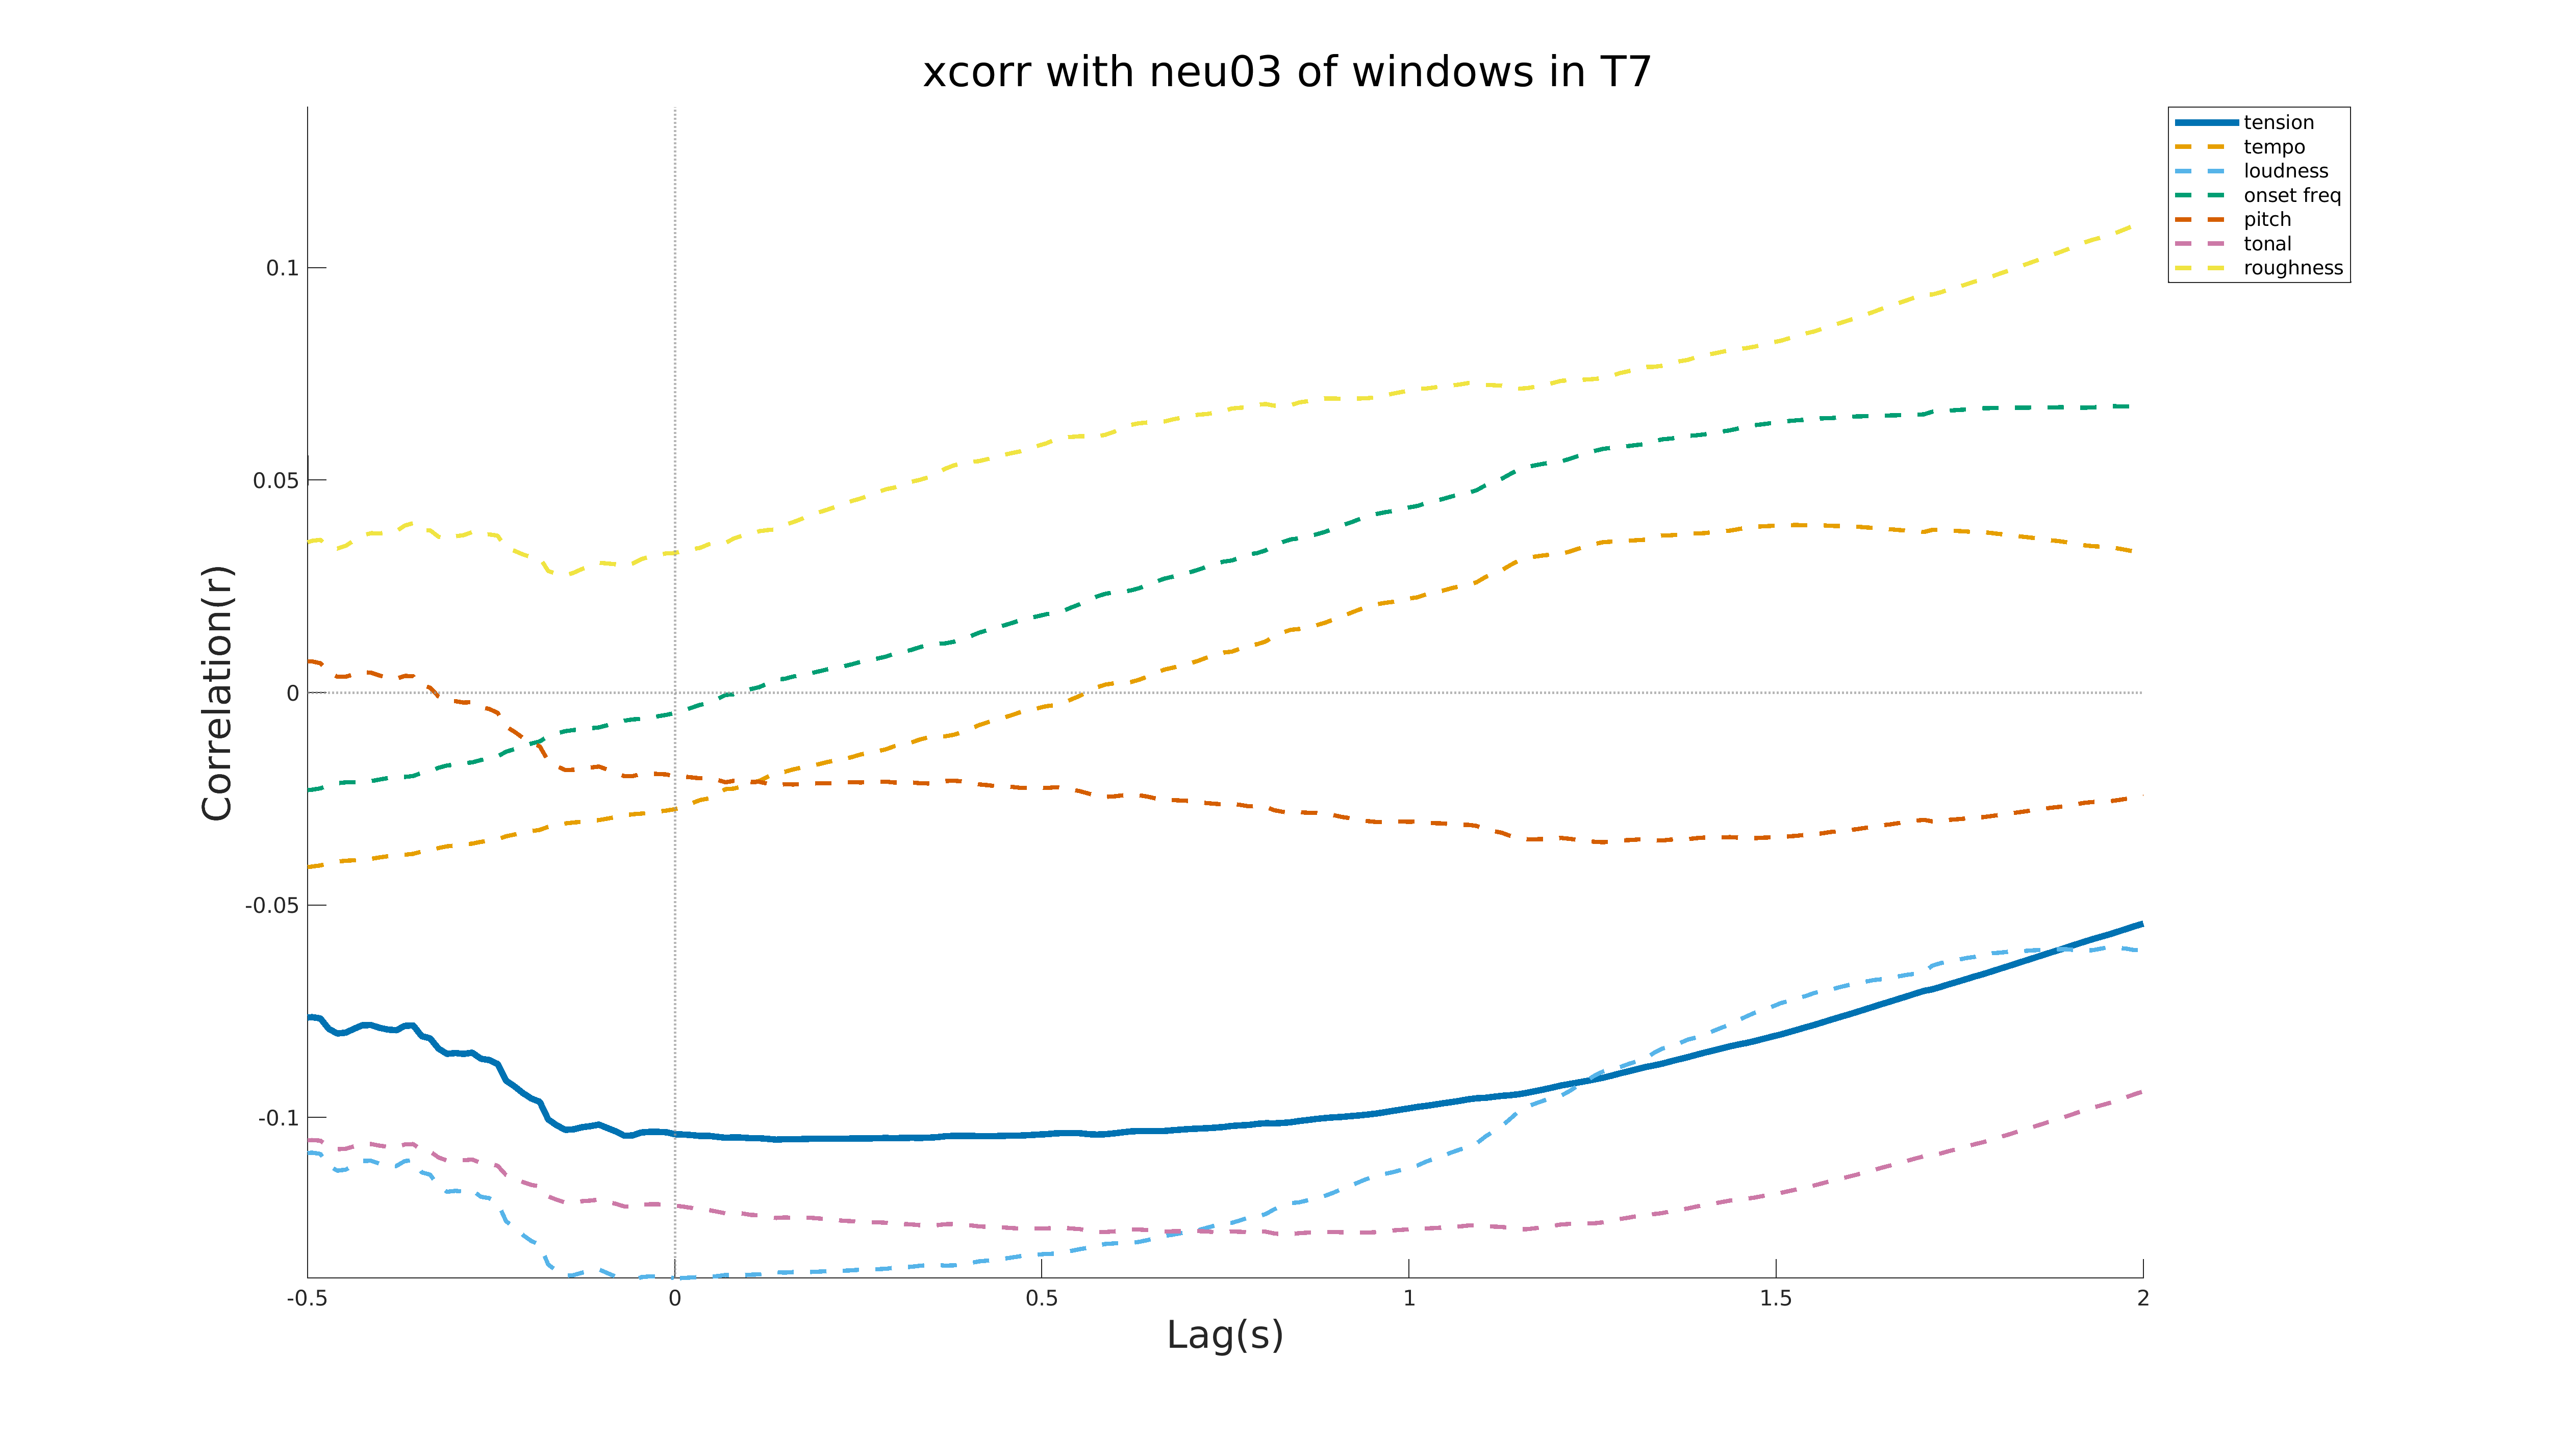 xcorr with neu03 of windows in T7
tension
tempo
loudness
onset freq
pitch
tonal
roughness
0.1
0.05
0
-0.05
-0.1
Correlation(r)
-0.5
0
0.5
1
1.5
2
Lag(s)